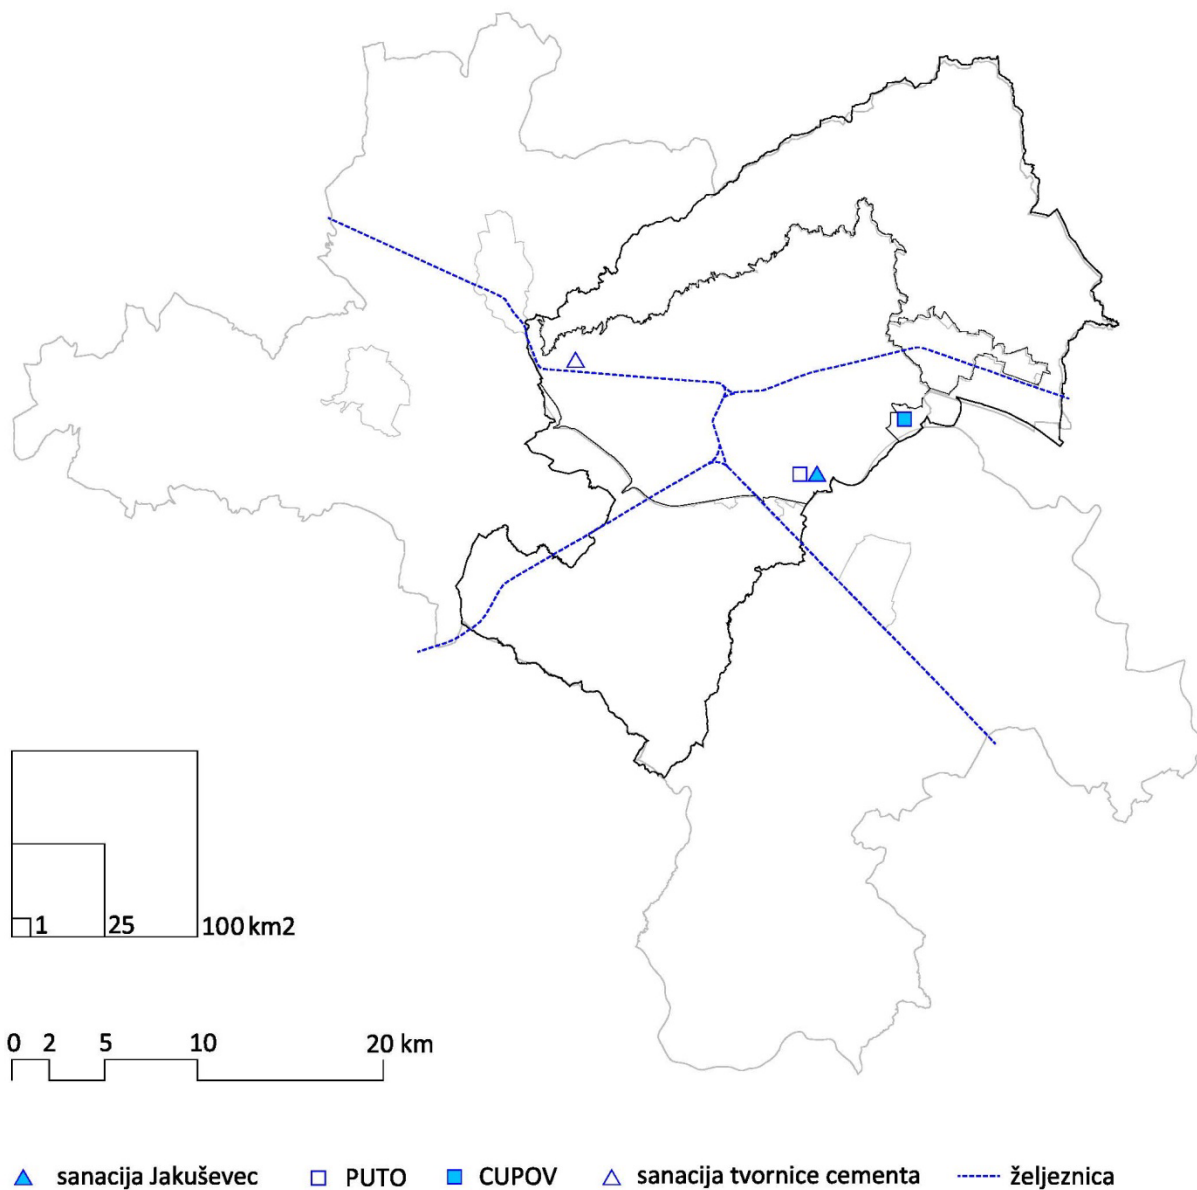 1
25
100 km2
0 2 5 10 20 km
sanacija Jakuševec PUTO CUPOV sanacija tvornice cementa željeznica